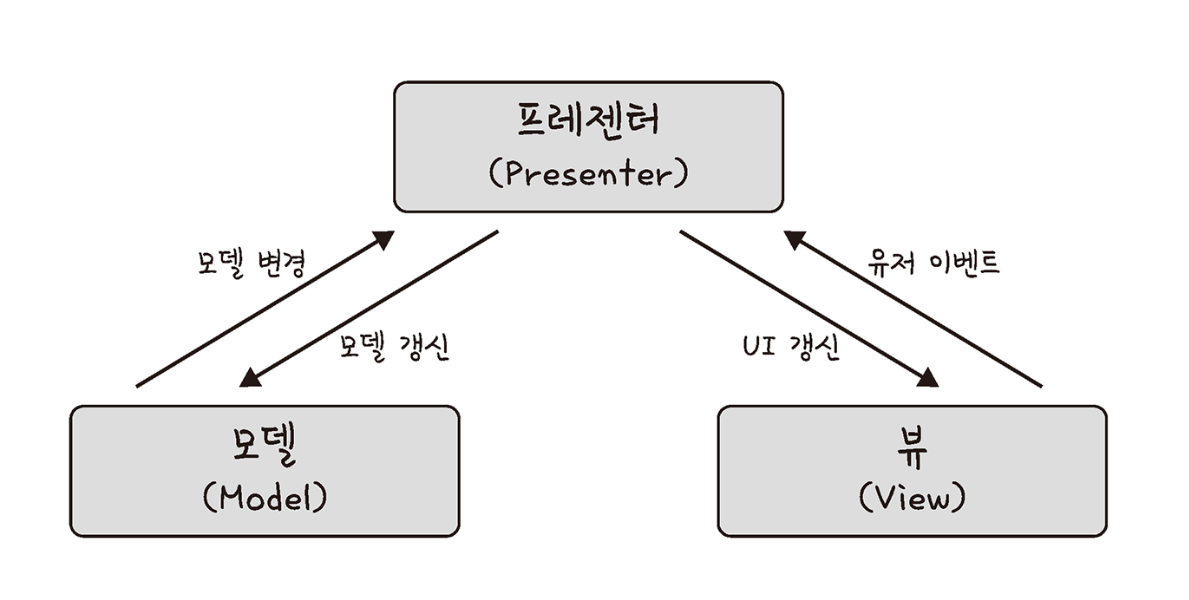 프레젠터
(Presenter)
모델 변경
유저 이벤트
모델 갱신
UI 갱신
모델
(Model)
뷰
(View)